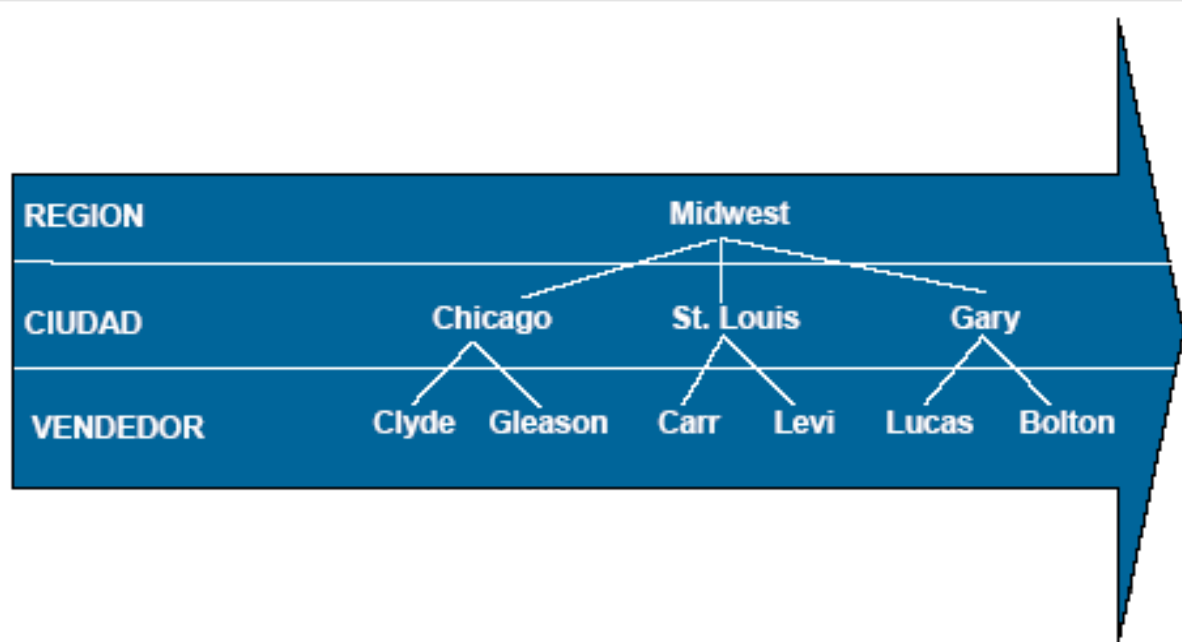 REGION Midwest
CIUDAD Chicago St. Louis Gary
VENDEDOR Clyde Gleason Carr Levi Lucas Bolton